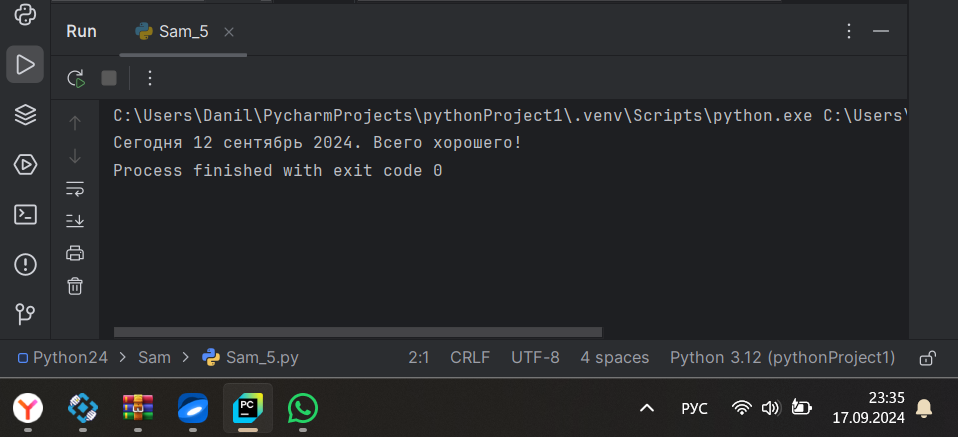 Run Sam_5
C:\Users\Danil\PycharmProjects\pythonProject1\.venv\Scripts\python.exe C:\Users\
Сегодня 12 сентябрь 2024. Всего хорошего!
Process finished with exit code 0
Python24 > Sam > Sam_5.py 2:1 CRLF UTF-8 4 spaces Python 3.12 (pythonProject1)
PC РУС 23:35
17.09.2024